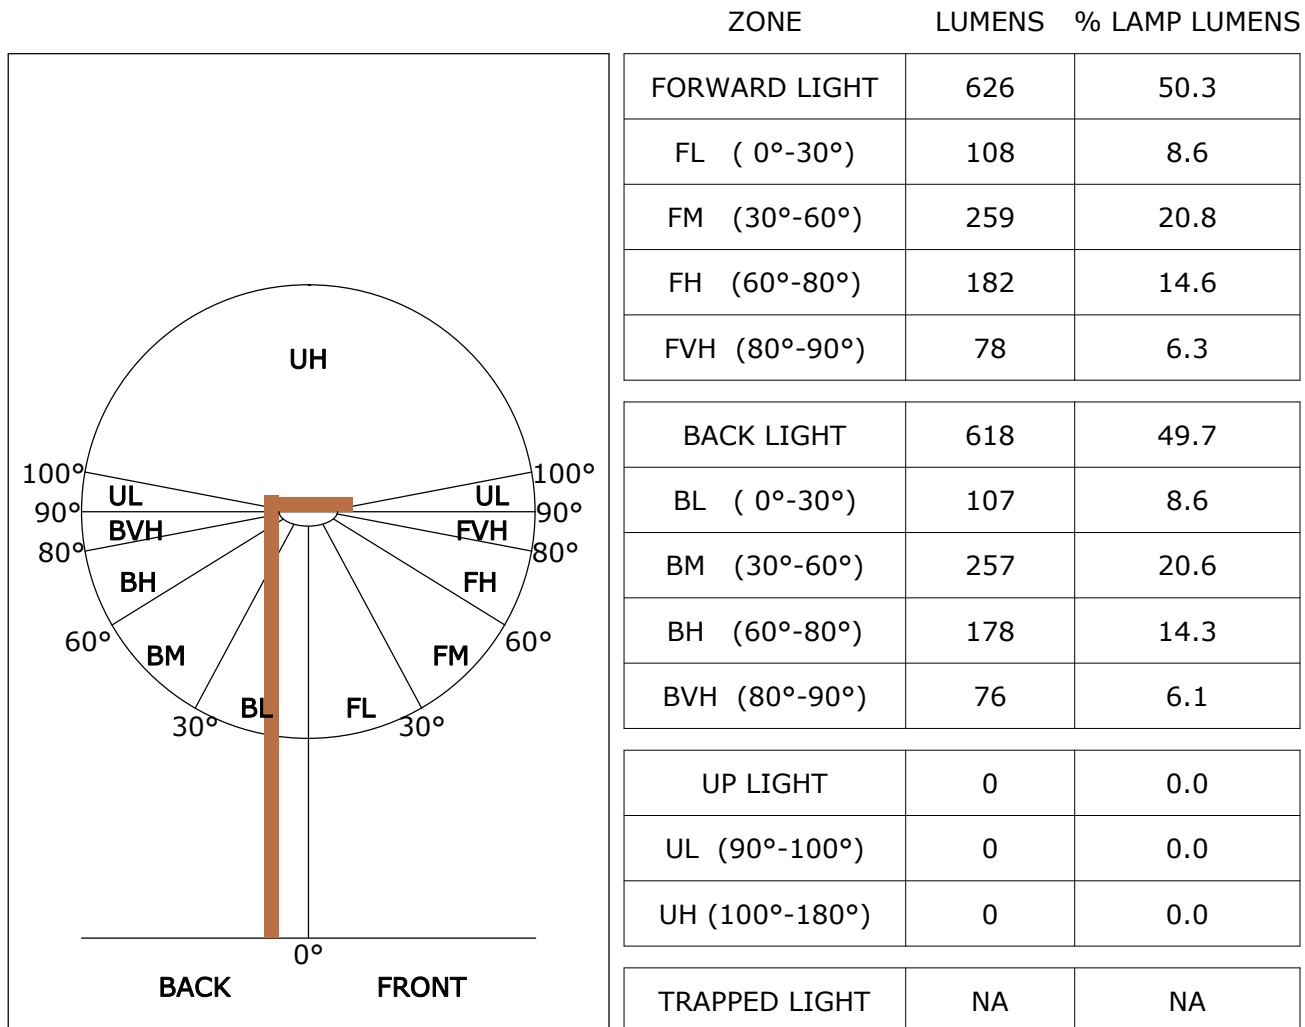 ZONE LUMENS % LAMP LUMENS
FORWARD LIGHT 626 50.3
FL ( 0°-30°) 108 8.6
FM (30°-60°) 259 20.8
FH (60°-80°) 182 14.6
FVH (80°-90°) 78 6.3
BACK LIGHT 618 49.7
BL ( 0°-30°) 107 8.6
BM (30°-60°) 257 20.6
BH (60°-80°) 178 14.3
BVH (80°-90°) 76 6.1
UP LIGHT 0 0.0
UL (90°-100°) 0 0.0
UH (100°-180°) 0 0.0
TRAPPED LIGHT NA NA
UH
100° 100°
UL UL
90° 90°
BVH FVH
80° 80°
BH FH
60° 60°
BM FM
BL FL
30° 30°
0°
BACK FRONT